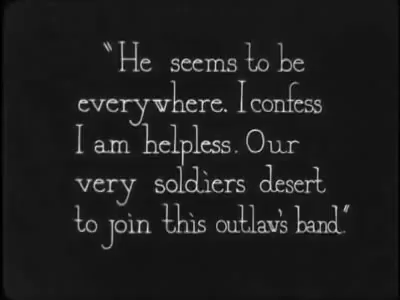 "He seems to be
everywhere. I confess
I am helpless. Our
very soldiers desert
to join this outlaw's band."